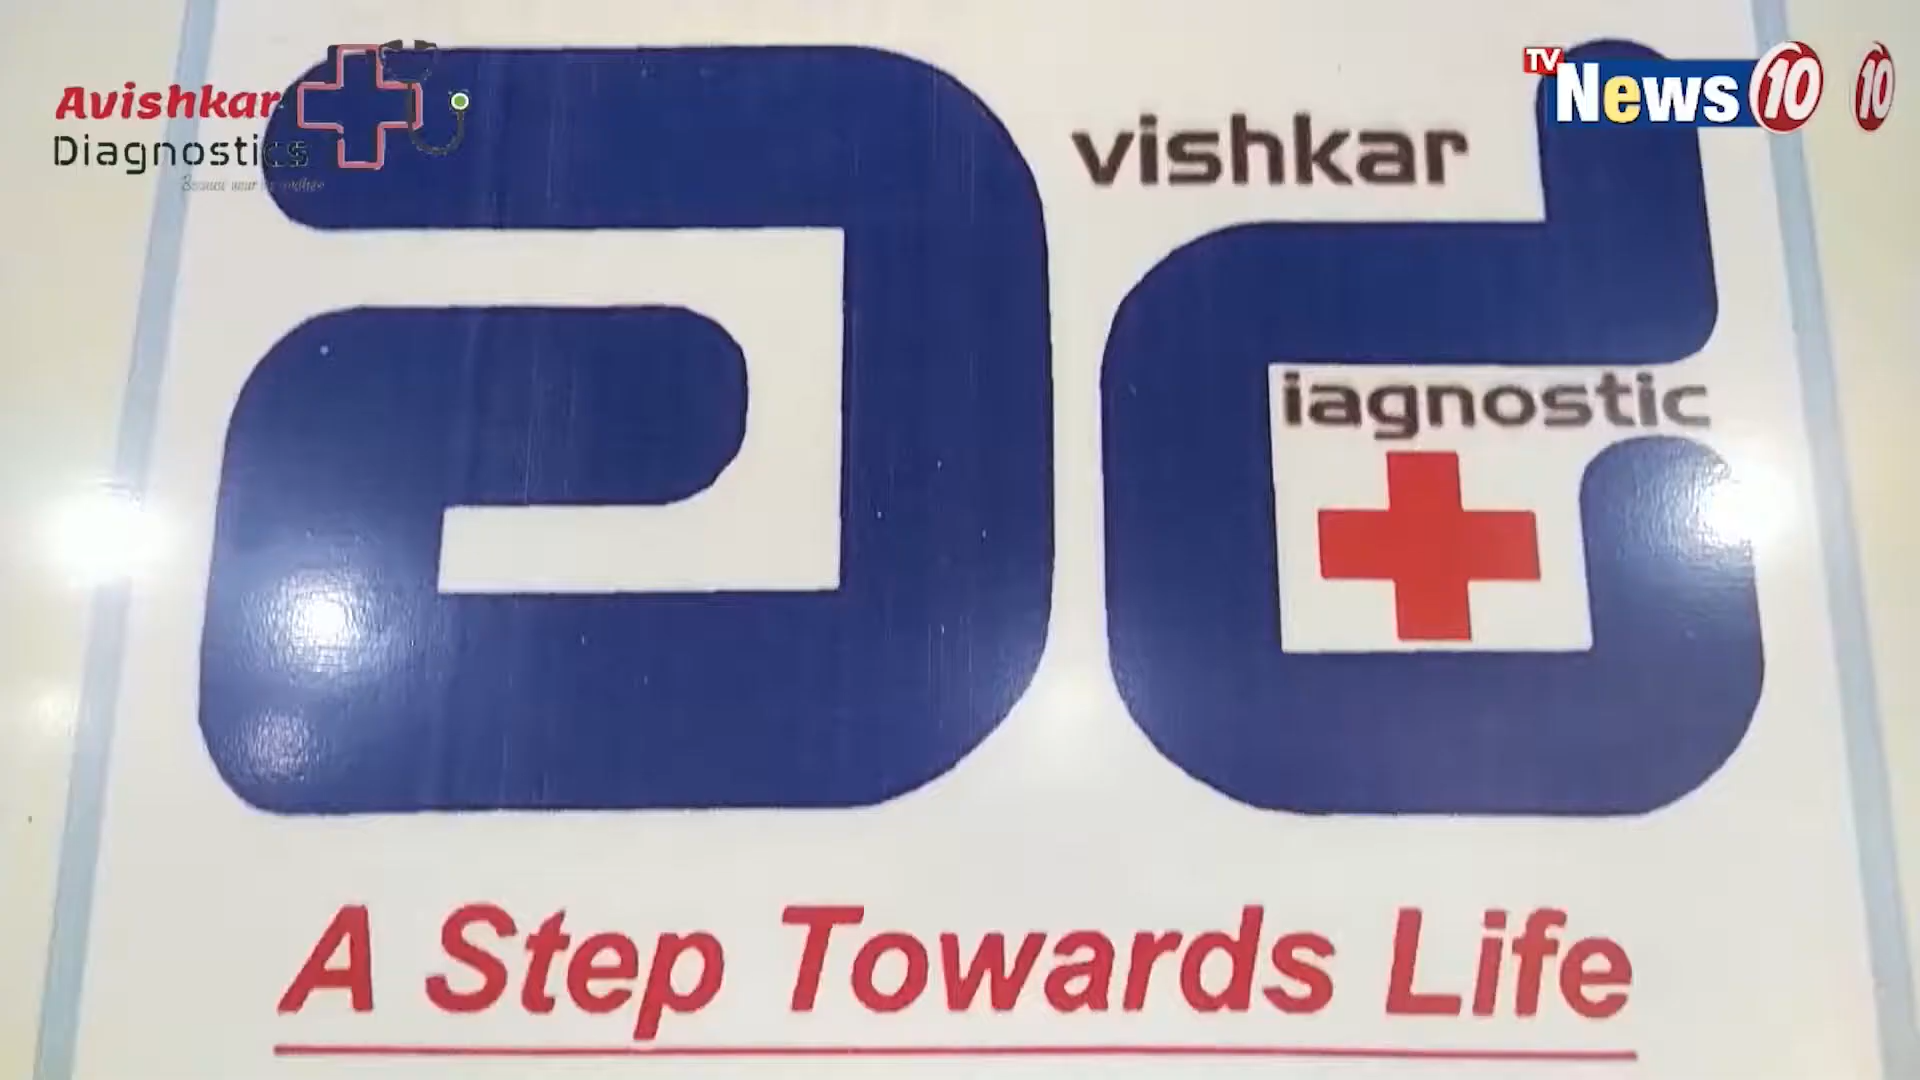 Avishkar
Diagnostics
TV News 10 10
a vishkar
d iagnostic
A Step Towards Life